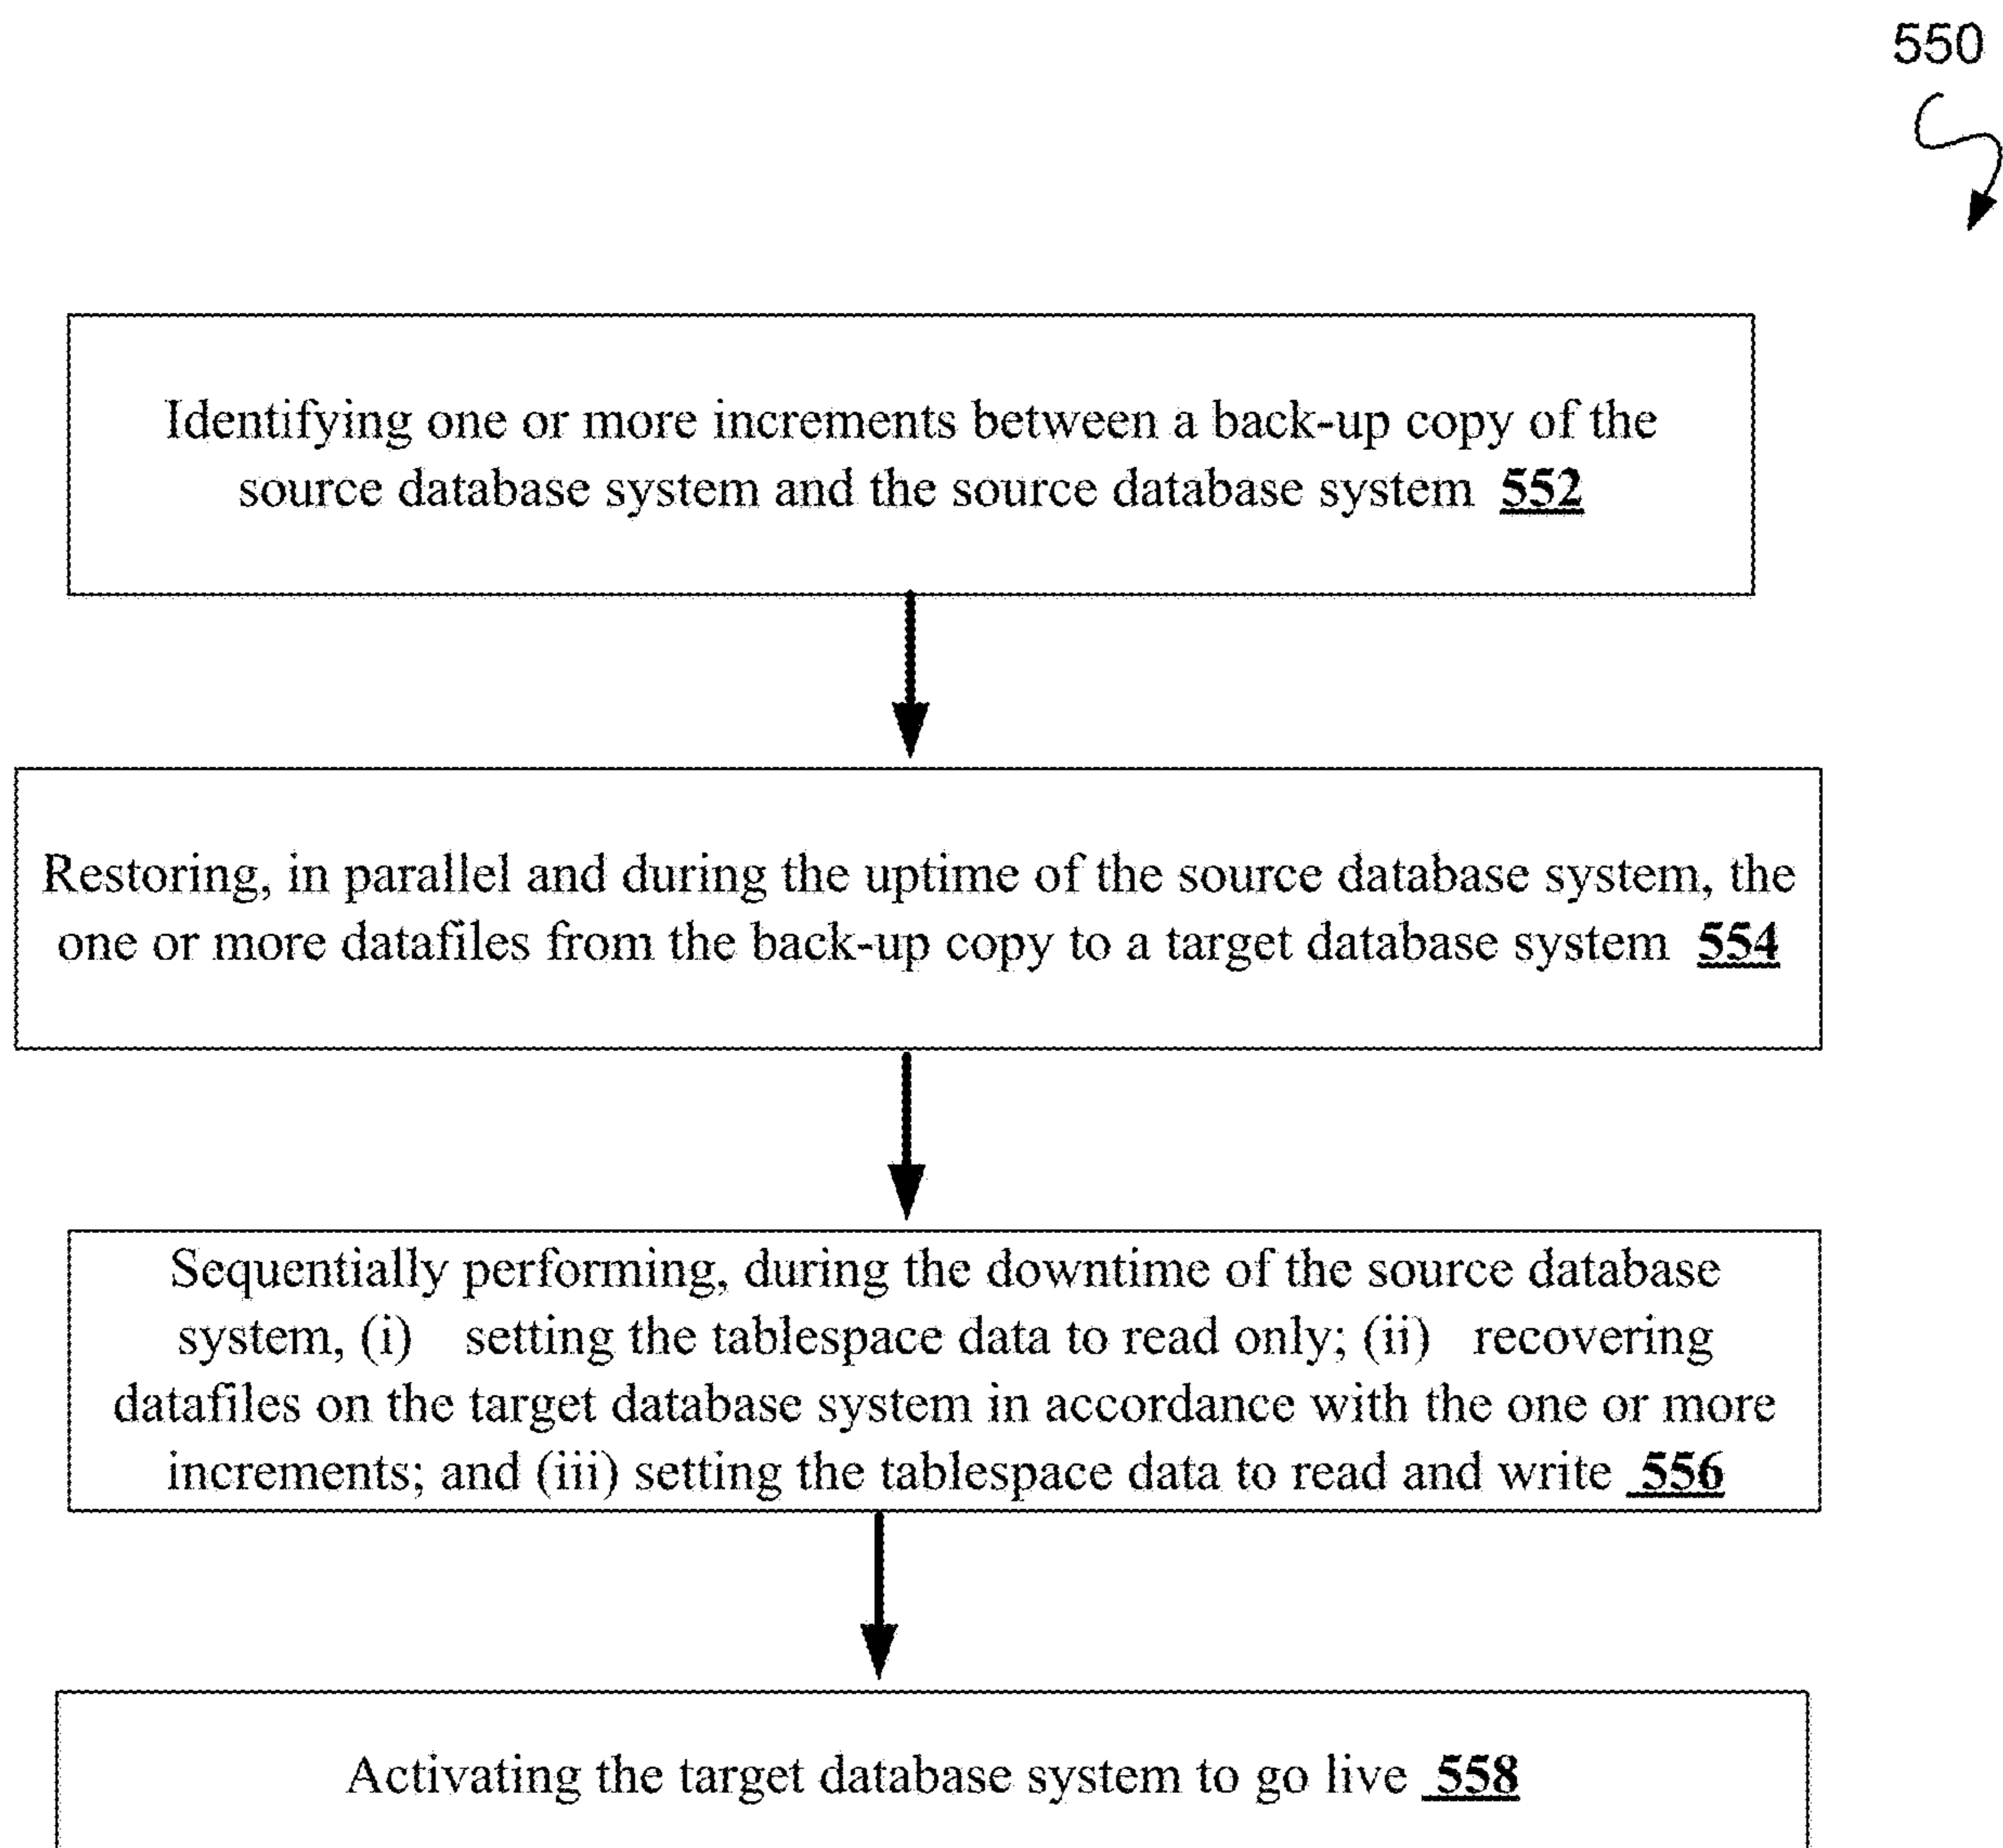 550
Identifying one or more increments between a back-up copy of the
source database system and the source database system 552
Restoring, in parallel and during the uptime of the source database system, the
one or more datafiles from the back-up copy to a target database system 554
Sequentially performing, during the downtime of the source database
system, (i) setting the tablespace data to read only; (ii) recovering
datafiles on the target database system in accordance with the one or more
increments; and (iii) setting the tablespace data to read and write 556
Activating the target database system to go live 558